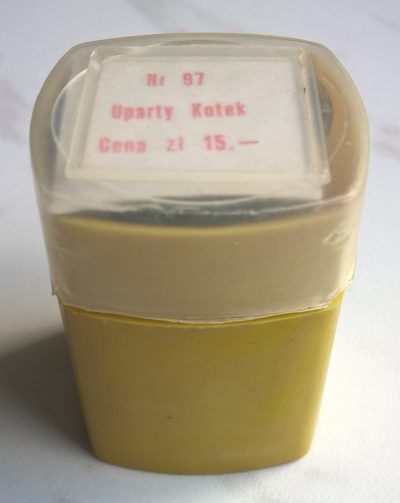 Nr 97
Uparty Kotek
Cena zł 15.—